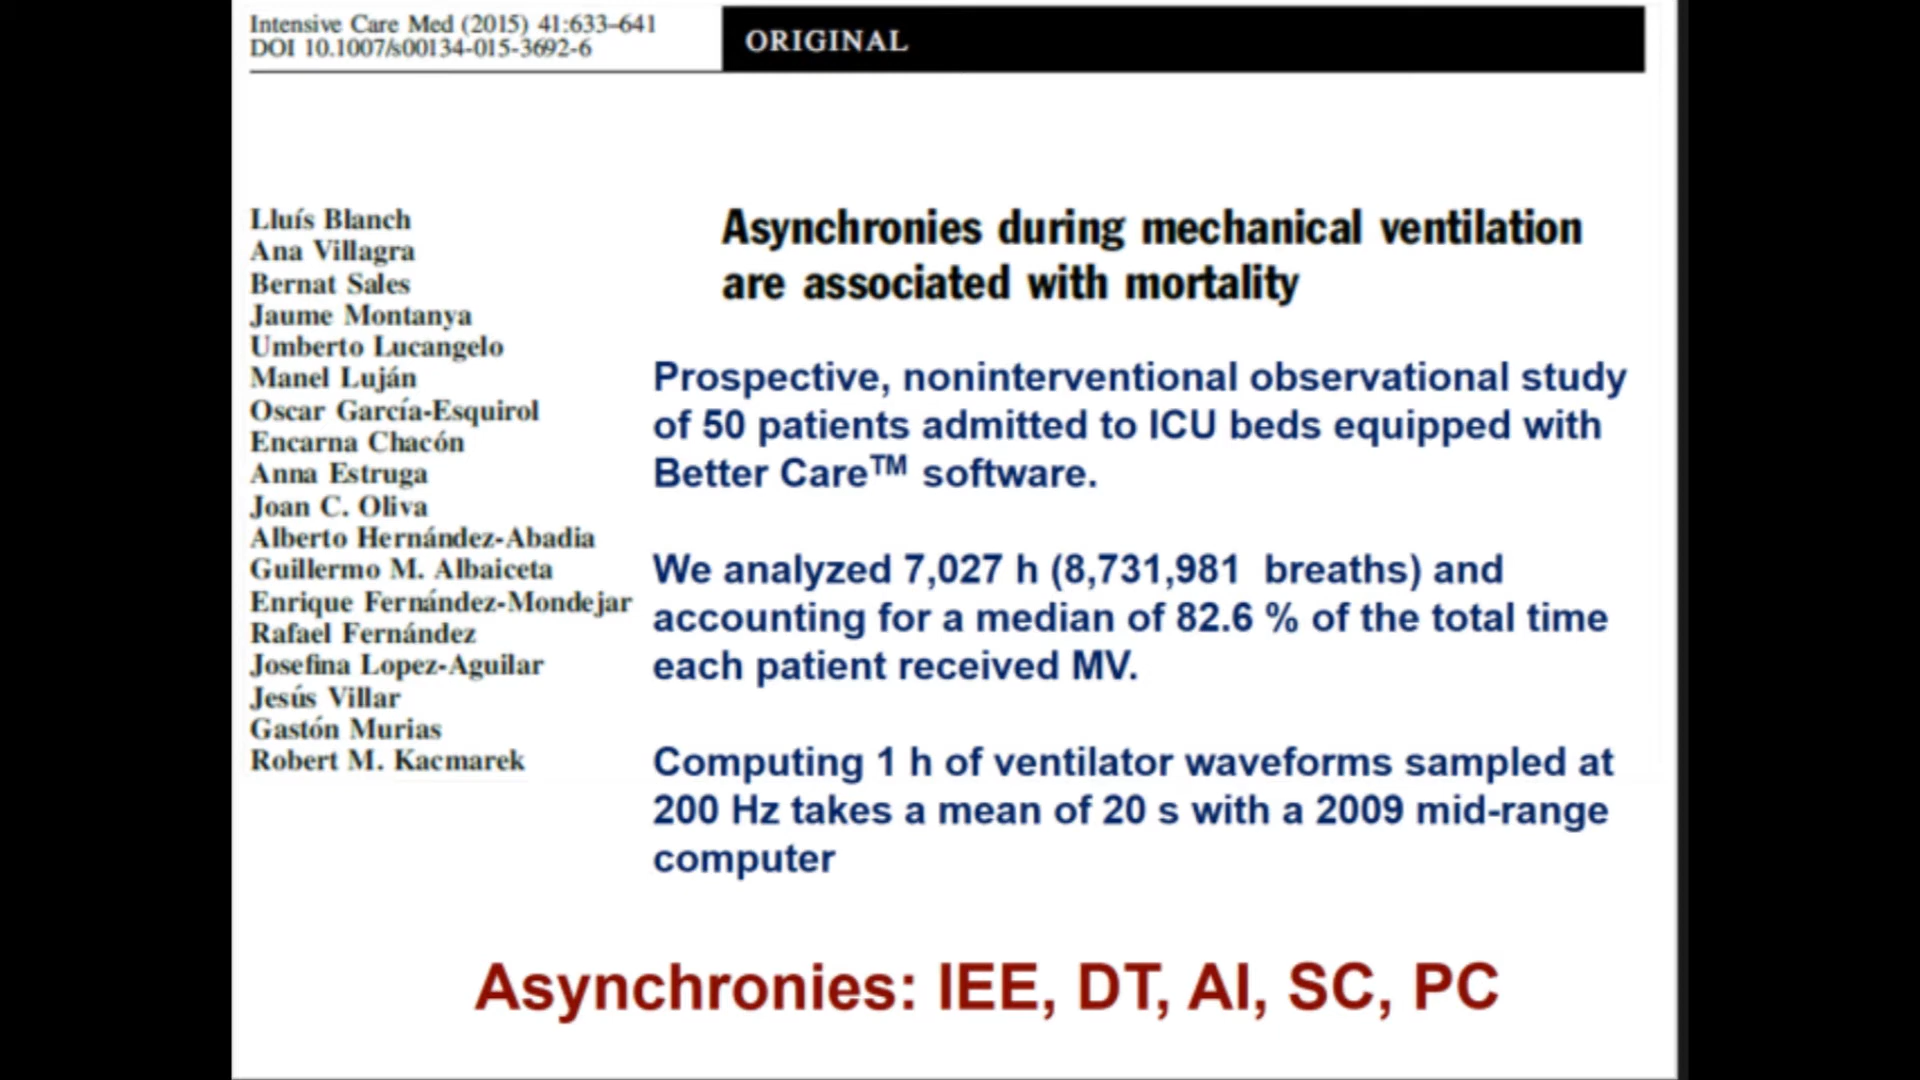 Intensive Care Med (2015) 41:633–641
DOI 10.1007/s00134-015-3692-6
ORIGINAL
Lluís Blanch
Ana Villagra
Bernat Sales
Jaume Montanya
Umberto Lucangelo
Manel Luján
Oscar García-Esquirol
Encarna Chacón
Anna Estruga
Joan C. Oliva
Alberto Hernández-Abadia
Guillermo M. Albaiceta
Enrique Fernández-Mondejar
Rafael Fernández
Josefina Lopez-Aguilar
Jesús Villar
Gastón Murias
Robert M. Kacmarek
Asynchronies during mechanical ventilation
are associated with mortality
Prospective, noninterventional observational study
of 50 patients admitted to ICU beds equipped with
Better Care™ software.
We analyzed 7,027 h (8,731,981 breaths) and
accounting for a median of 82.6 % of the total time
each patient received MV.
Computing 1 h of ventilator waveforms sampled at
200 Hz takes a mean of 20 s with a 2009 mid-range
computer
Asynchronies: IEE, DT, AI, SC, PC